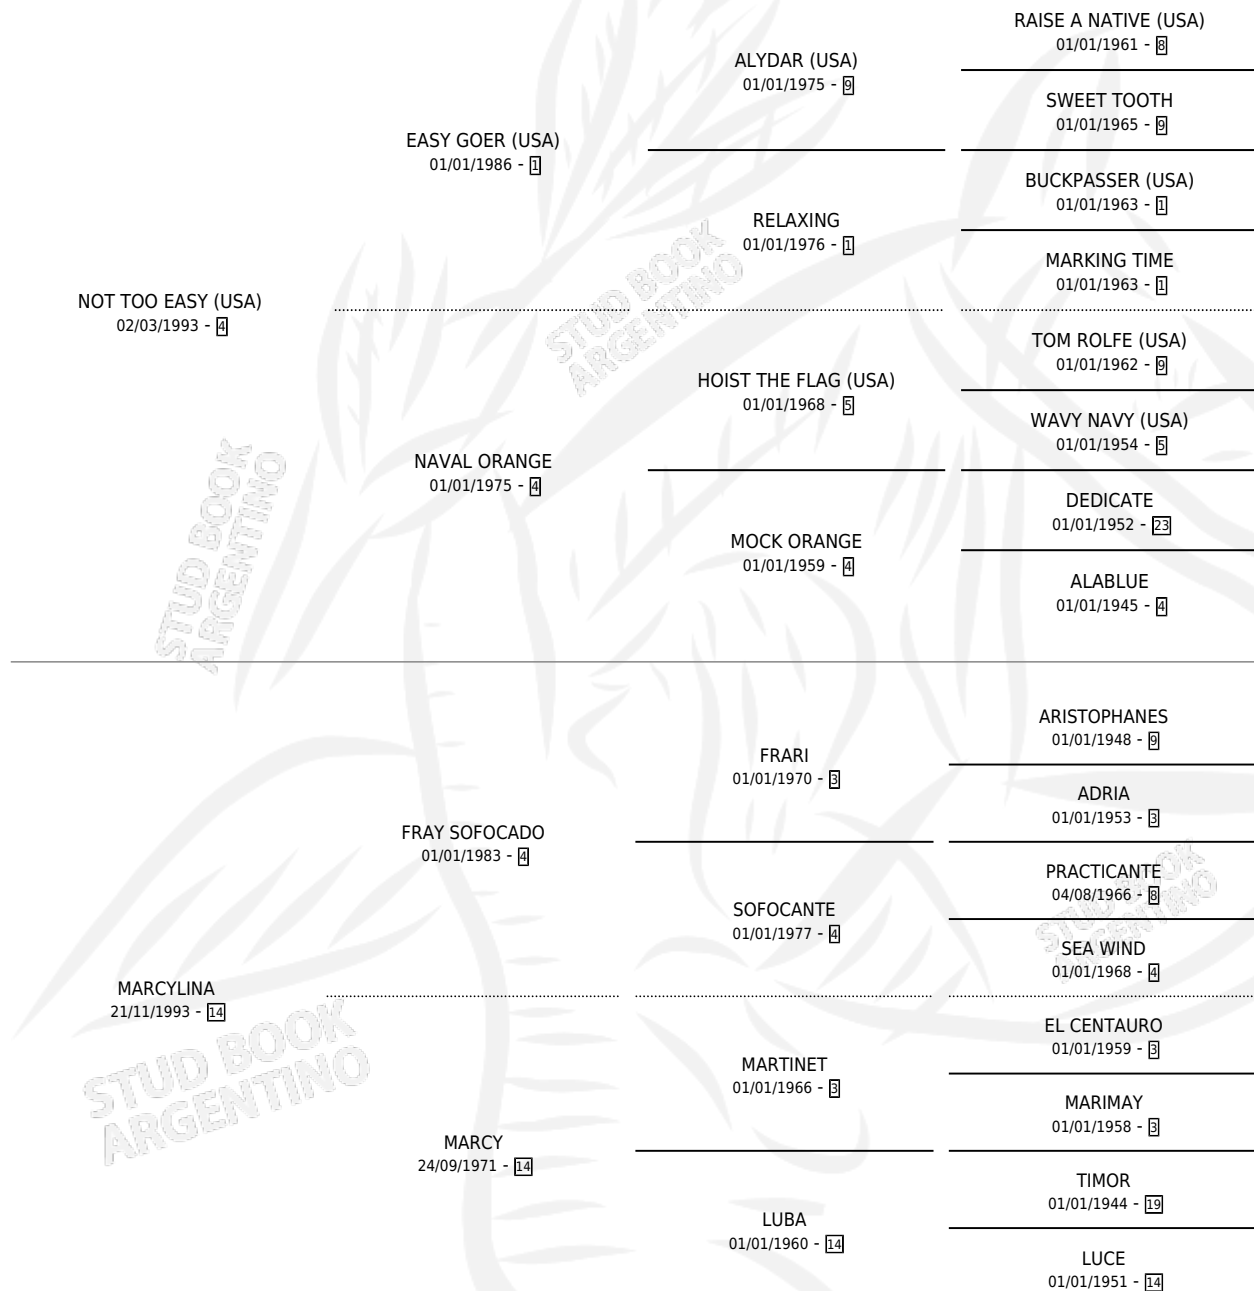 RAISE A NATIVE (USA)
01/01/1961 - 8
ALYDAR (USA)
01/01/1975 - 9
SWEET TOOTH
01/01/1965 - 9
EASY GOER (USA)
01/01/1986 - 1
BUCKPASSER (USA)
01/01/1963 - 1
RELAXING
01/01/1976 - 1
MARKING TIME
01/01/1963 - 1
NOT TOO EASY (USA)
02/03/1993 - 4
TOM ROLFE (USA)
01/01/1962 - 9
HOIST THE FLAG (USA)
01/01/1968 - 5
WAVY NAVY (USA)
01/01/1954 - 5
NAVAL ORANGE
01/01/1975 - 4
DEDICATE
01/01/1952 - 23
MOCK ORANGE
01/01/1959 - 4
ALABLUE
01/01/1945 - 4
ARISTOPHANES
01/01/1948 - 9
FRARI
01/01/1970 - 3
ADRIA
01/01/1953 - 3
FRAY SOFOCADO
01/01/1983 - 4
PRACTICANTE
04/08/1966 - 8
SOFOCANTE
01/01/1977 - 4
SEA WIND
01/01/1968 - 4
MARCYLINA
21/11/1993 - 14
EL CENTAURO
01/01/1959 - 3
MARTINET
01/01/1966 - 3
MARIMAY
01/01/1958 - 3
MARCY
24/09/1971 - 14
TIMOR
01/01/1944 - 19
LUBA
01/01/1960 - 14
LUCE
01/01/1951 - 14
STUD BOOK
ARGENTINO
STUD BOOK
ARGENTINO
STUD BOOK
ARGENTINO
STUD BOOK
ARGENTINO